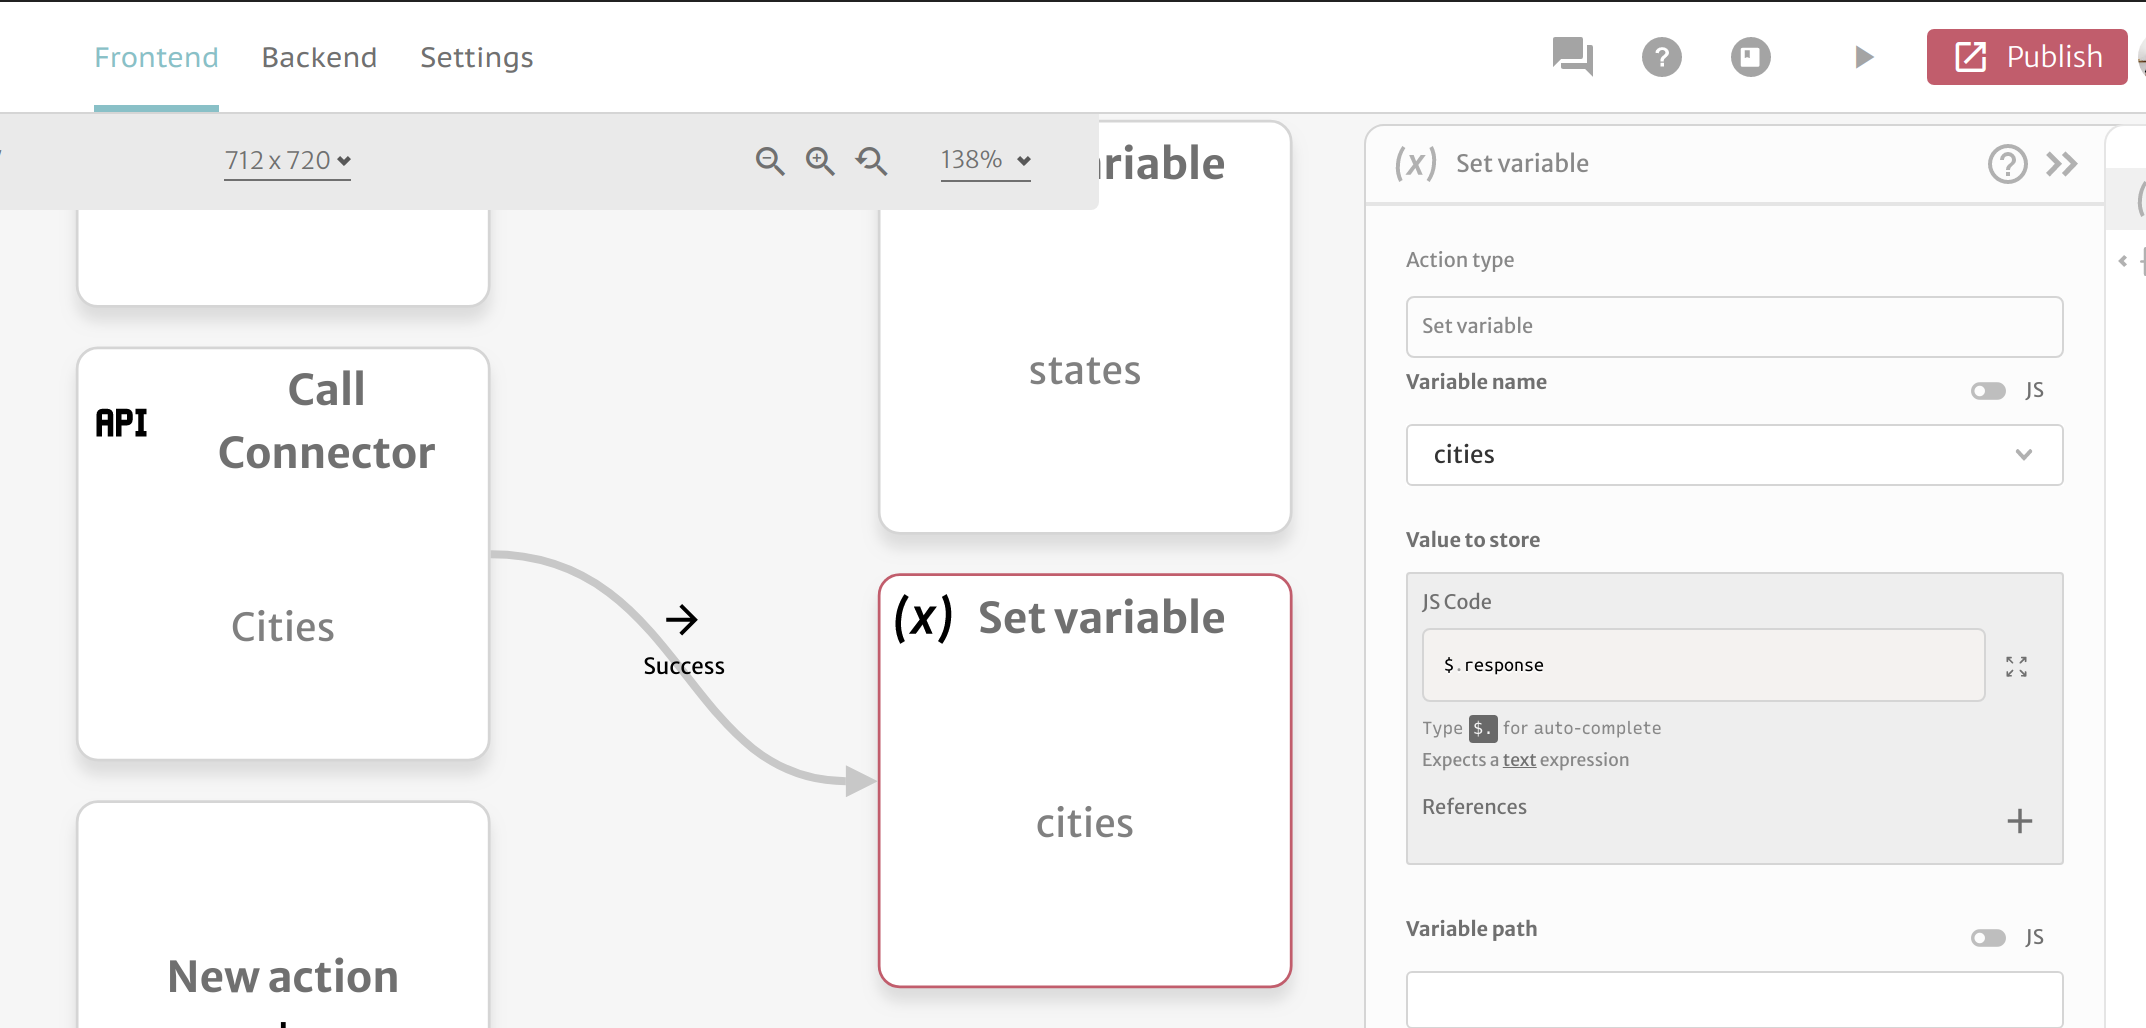 Frontend Backend Settings
Publish
712 x 720
138%
riable
Set variable
Action type
Set variable
Variable name
JS
cities
Value to store
JS Code
$.response
Type $. for auto-complete
Expects a text expression
References
Variable path
JS
states
API
Call
Connector
Cities
Success
(x) Set variable
cities
New action